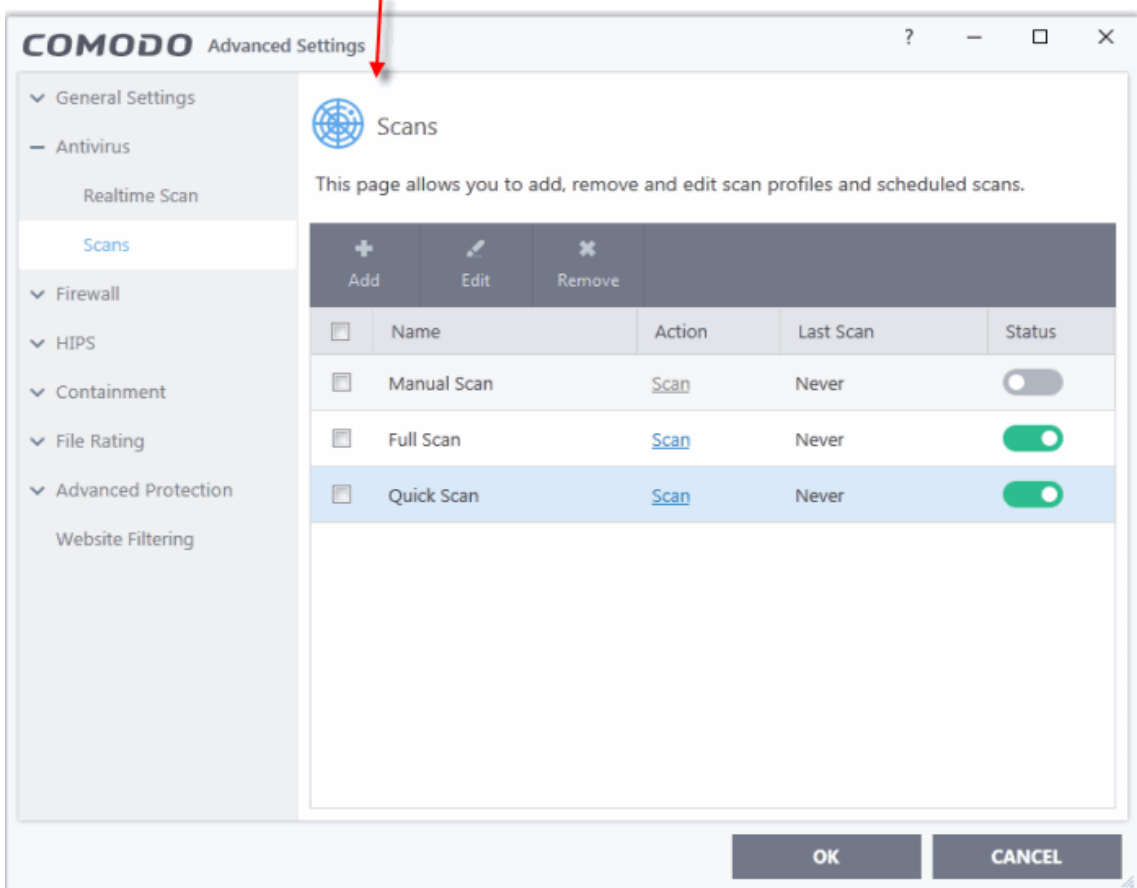 COMODO Advanced Settings ?
General Settings
Antivirus
Realtime Scan
Scans
Firewall
HIPS
Containment
File Rating
Advanced Protection
Website Filtering
Scans
This page allows you to add, remove and edit scan profiles and scheduled scans.
Add Edit Remove
Name Action Last Scan Status
Manual Scan Scan Never
Full Scan Scan Never
Quick Scan Scan Never
OK CANCEL